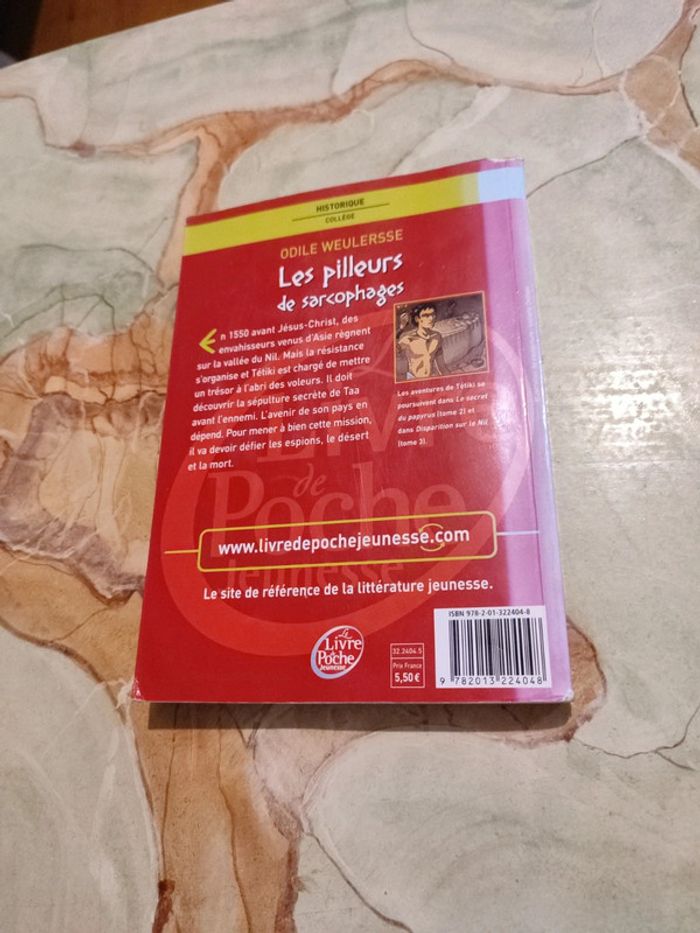 HISTORIQUE
COLLÈGE
ODILE WEULERSSE
Les pilleurs
de sarcophages
En 1550 avant Jésus-Christ, des
envahisseurs venus d'Asie règnent
sur la vallée du Nil. Mais la résistance
s'organise et Tétiki est chargé de mettre
un trésor à l'abri des voleurs. Il doit
découvrir la sépulture secrète de Taa
avant l'ennemi. L'avenir de son pays en
dépend. Pour mener à bien cette mission,
il va devoir défier les espions, le désert
et la mort.
Les aventures de Tétiki se
poursuivent dans Le secret
du papyrus (tome 2) et
dans Disparition sur le Nil
(tome 3).
Le
Livre
de
Poche
Jeunesse
www.livredepochejeunesse.com
Le site de référence de la littérature jeunesse.
Le
Livre
de
Poche
Jeunesse
32.2404.5
Prix France
5,50 €
ISBN 978-2-01-322404-8
9 782013 224048